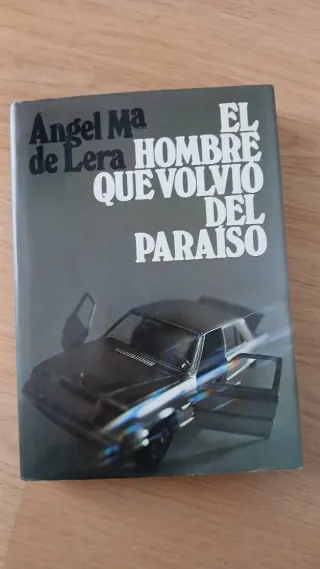 Ángel Ma
de Lera
EL
HOMBRE
QUE VOLVIÓ
DEL
PARAÍSO